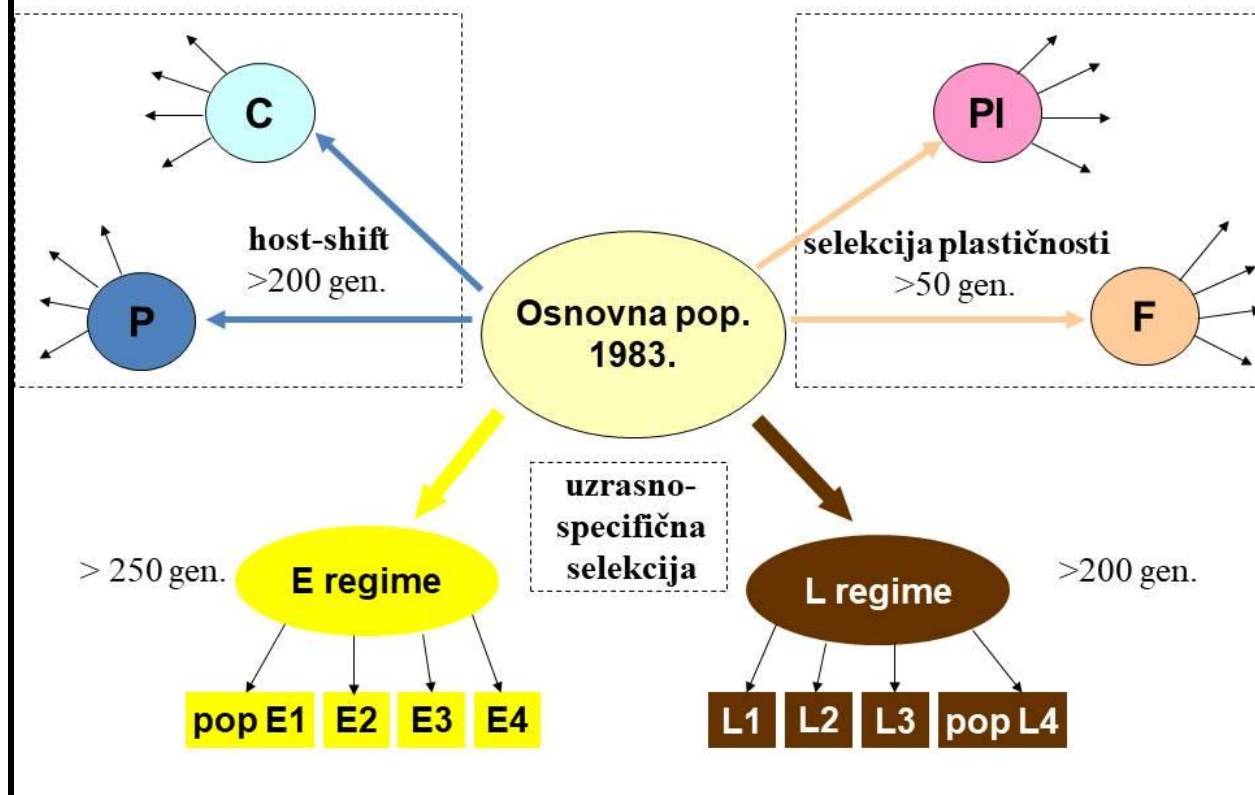 C
Pl
host-shift
>200 gen.
selekcija plastičnosti
>50 gen.
P
Osnovna pop.
1983.
F
uzrasno-
specifična
selekcija
> 250 gen.
E regime
L regime
>200 gen.
pop E1
E2
E3
E4
L1
L2
L3
pop L4